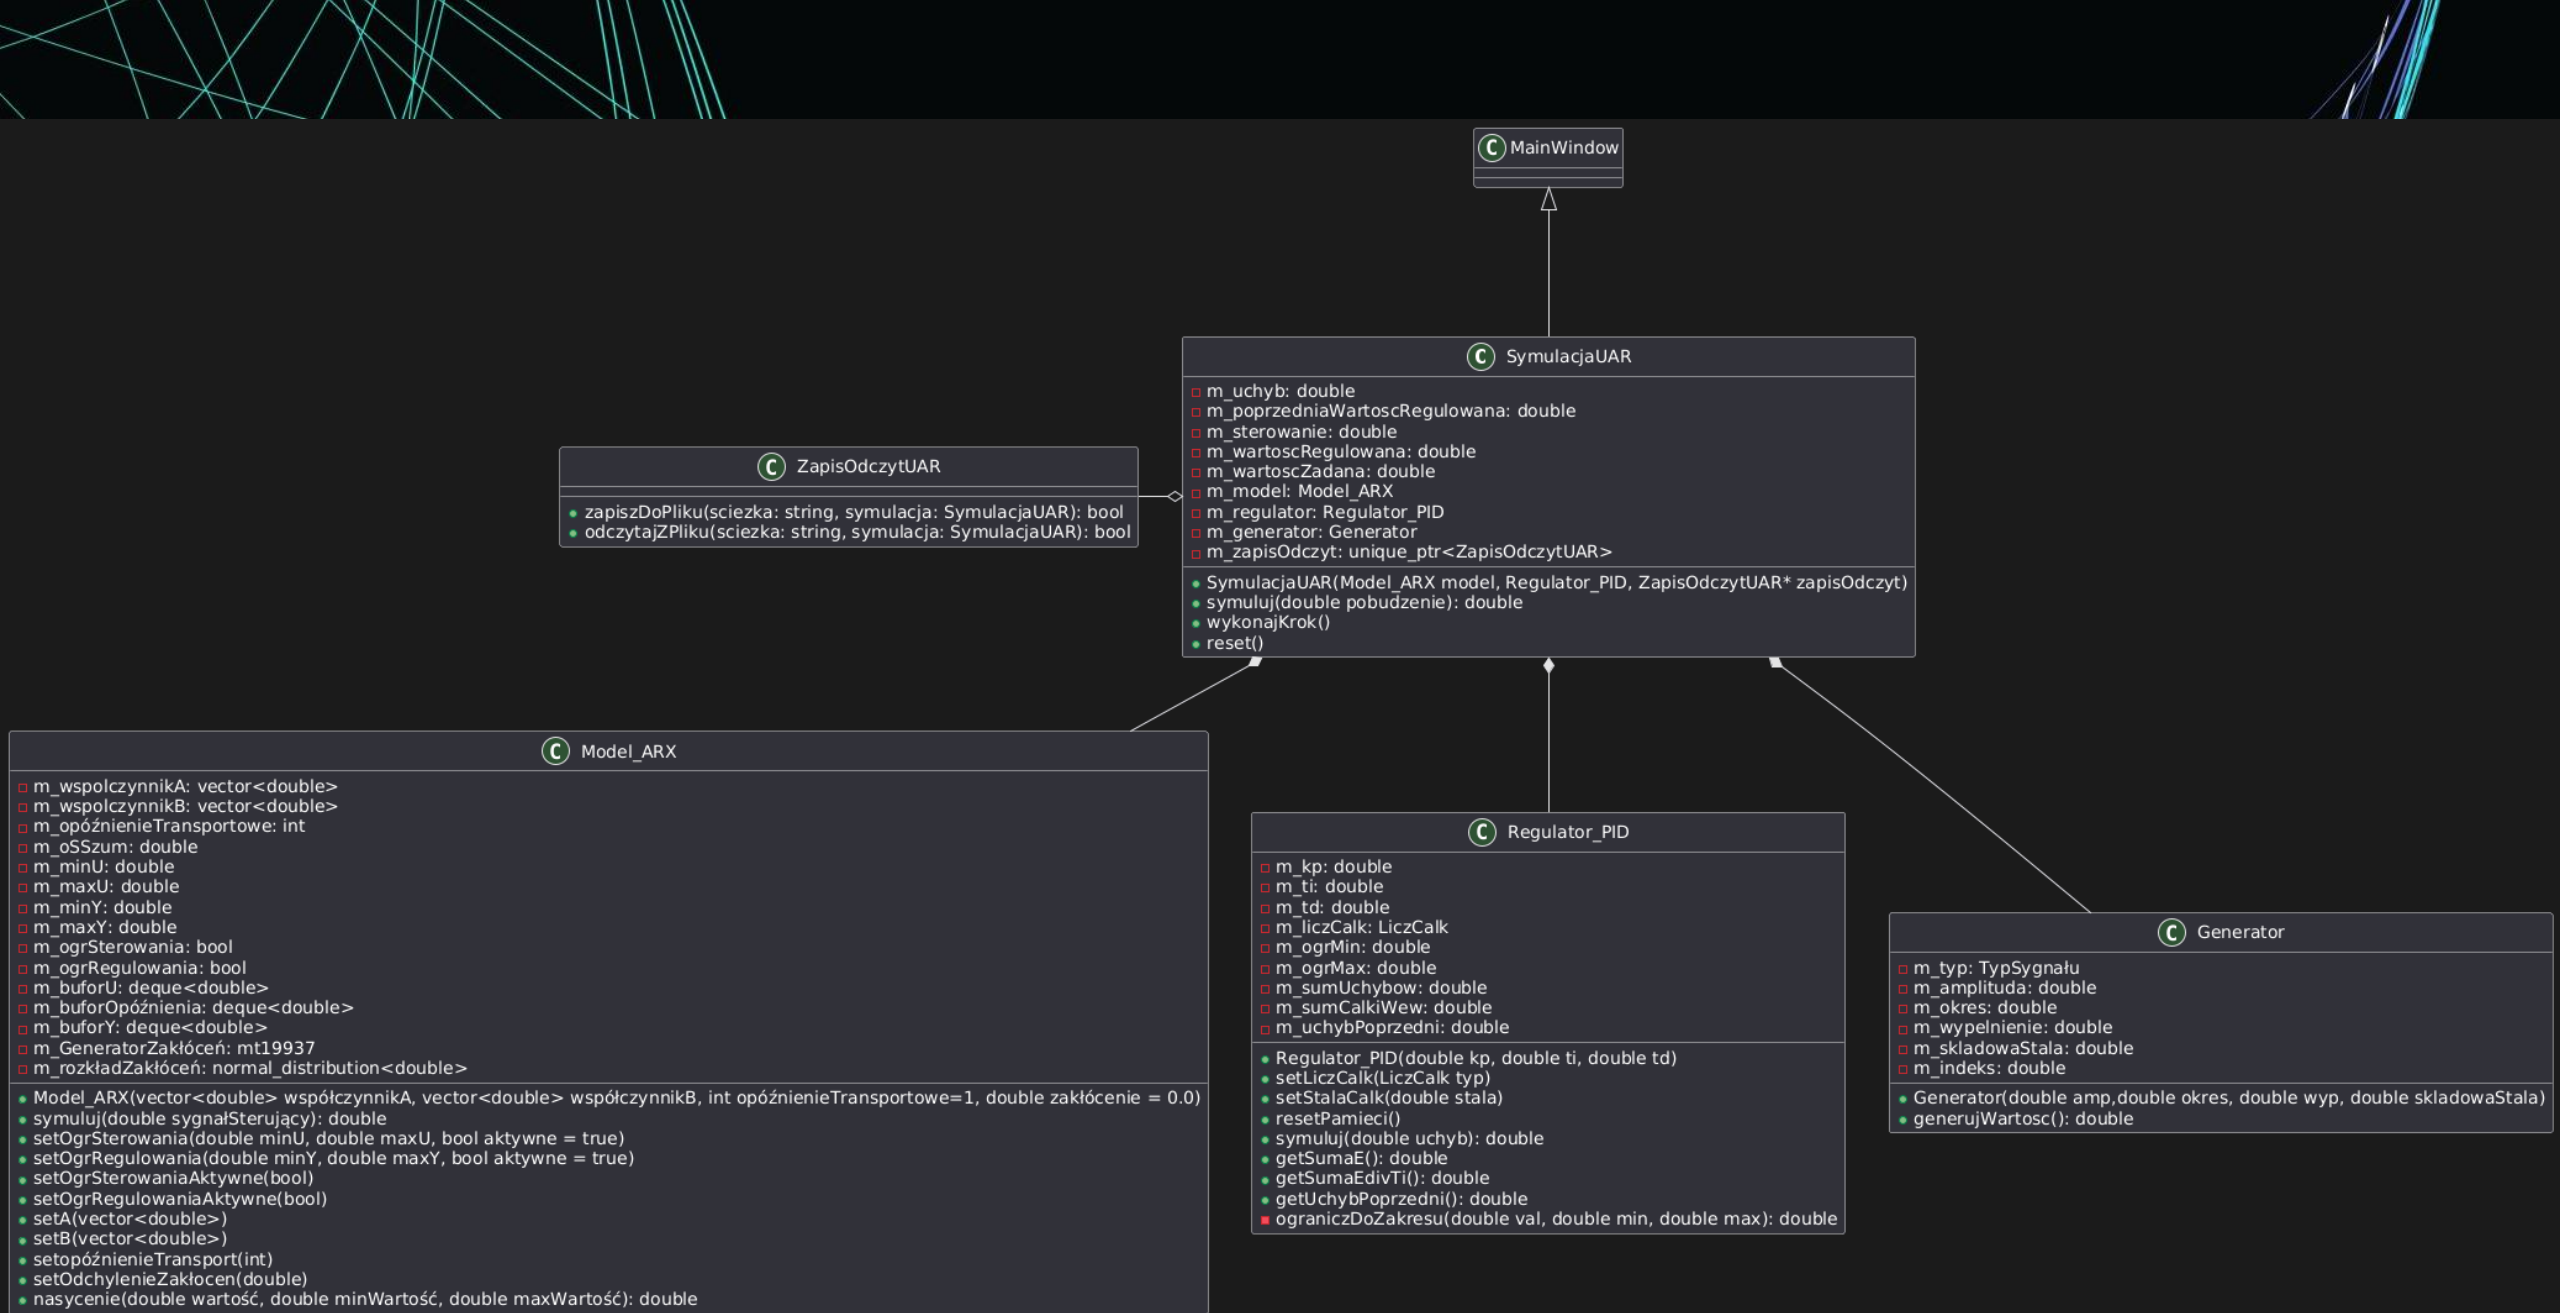 C MainWindow
C SymulacjaUAR
m_uchyb: double
m_poprzedniaWartoscRegulowana: double
m_sterowanie: double
m_wartoscRegulowana: double
m_wartoscZadana: double
m_model: Model_ARX
m_regulator: Regulator_PID
m_generator: Generator
m_zapisOdczyt: unique_ptr<ZapisOdczytUAR>
SymulacjaUAR(Model_ARX model, Regulator_PID, ZapisOdczytUAR* zapisOdczyt)
symuluj(double pobudzenie): double
wykonajKrok()
reset()
C ZapisOdczytUAR
zapiszDoPliku(sciezka: string, symulacja: SymulacjaUAR): bool
odczytajZPliku(sciezka: string, symulacja: SymulacjaUAR): bool
C Model_ARX
m_wspolczynnikA: vector<double>
m_wspolczynnikB: vector<double>
m_opóźnienieTransportowe: int
m_oSSzum: double
m_minU: double
m_maxU: double
m_minY: double
m_maxY: double
m_ogrSterowania: bool
m_ogrRegulowania: bool
m_buforU: deque<double>
m_buforOpóźnienia: deque<double>
m_buforY: deque<double>
m_GeneratorZakłóceń: mt19937
m_rozkładZakłóceń: normal_distribution<double>
Model_ARX(vector<double> współczynnikA, vector<double> współczynnikB, int opóźnienieTransportowe=1, double zakłócenie = 0.0)
symuluj(double sygnałSterujący): double
setOgrSterowania(double minU, double maxU, bool aktywne = true)
setOgrRegulowania(double minY, double maxY, bool aktywne = true)
setOgrSterowaniaAktywne(bool)
setOgrRegulowaniaAktywne(bool)
setA(vector<double>)
setB(vector<double>)
setopóźnienieTransport(int)
setOdchylenieZakłocen(double)
nasycenie(double wartość, double minWartość, double maxWartość): double
C Regulator_PID
m_kp: double
m_ti: double
m_td: double
m_liczCalk: LiczCalk
m_ogrMin: double
m_ogrMax: double
m_sumUchybow: double
m_sumCalkiWew: double
m_uchybPoprzedni: double
Regulator_PID(double kp, double ti, double td)
setLiczCalk(LiczCalk typ)
setStalaCalk(double stala)
resetPamieci()
symuluj(double uchyb): double
getSumaE(): double
getSumaEdivTi(): double
getUchybPoprzedni(): double
ograniczDoZakresu(double val, double min, double max): double
C Generator
m_typ: TypSygnału
m_amplituda: double
m_okres: double
m_wypelnienie: double
m_skladowaStala: double
m_indeks: double
Generator(double amp,double okres, double wyp, double skladowaStala)
generujWartosc(): double